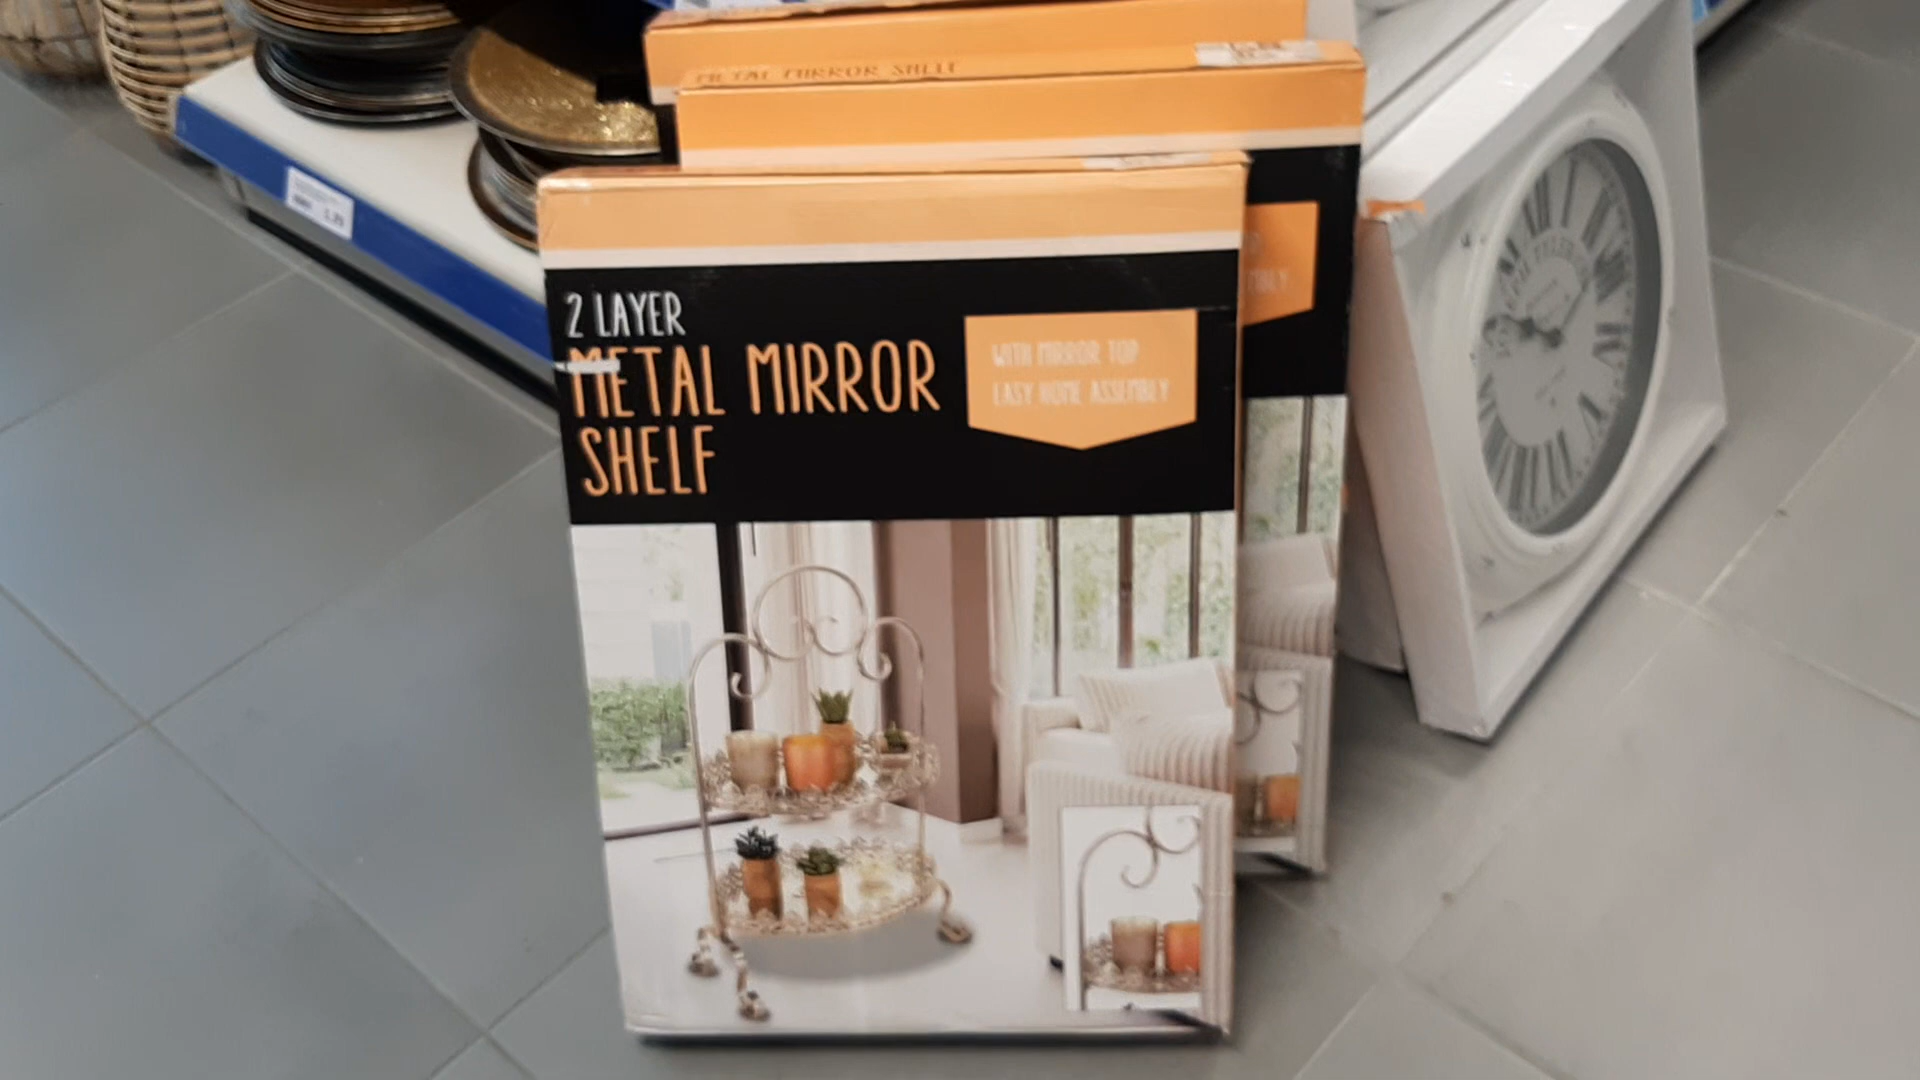 METAL MIRROR SHELF
2 LAYER
METAL MIRROR
SHELF
WITH MIRROR TOP
EASY HOME ASSEMBLY